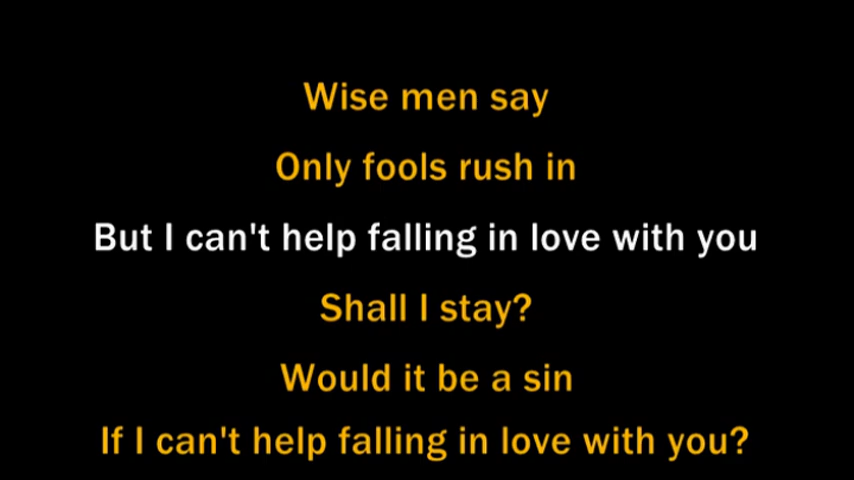 Wise men say
Only fools rush in
But I can't help falling in love with you
Shall I stay?
Would it be a sin
If I can't help falling in love with you?